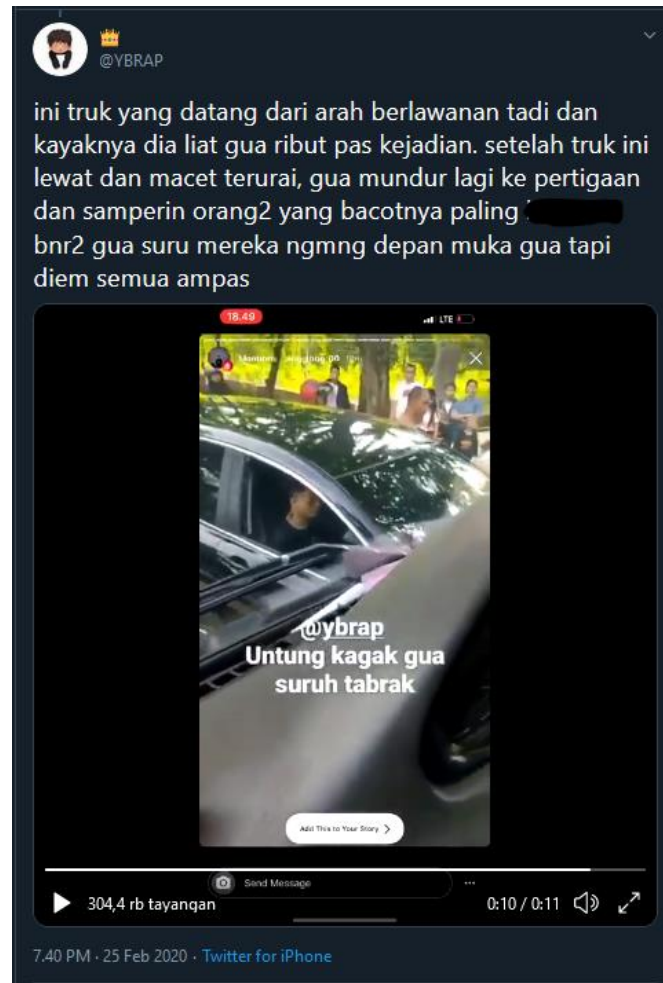 @YBRAP
ini truk yang datang dari arah berlawanan tadi dan
kayaknya dia liat gua ribut pas kejadian. setelah truk ini
lewat dan macet terurai, gua mundur lagi ke pertigaan
dan samperin orang2 yang bacotnya paling
bnr2 gua suru mereka ngmng depan muka gua tapi
diem semua ampas
18.49
LTE
@ybrap
Untung kagak gua
suruh tabrak
Add This to Your Story
Send Message
304,4 rb tayangan
0:10 / 0:11
7.40 PM · 25 Feb 2020 · Twitter for iPhone